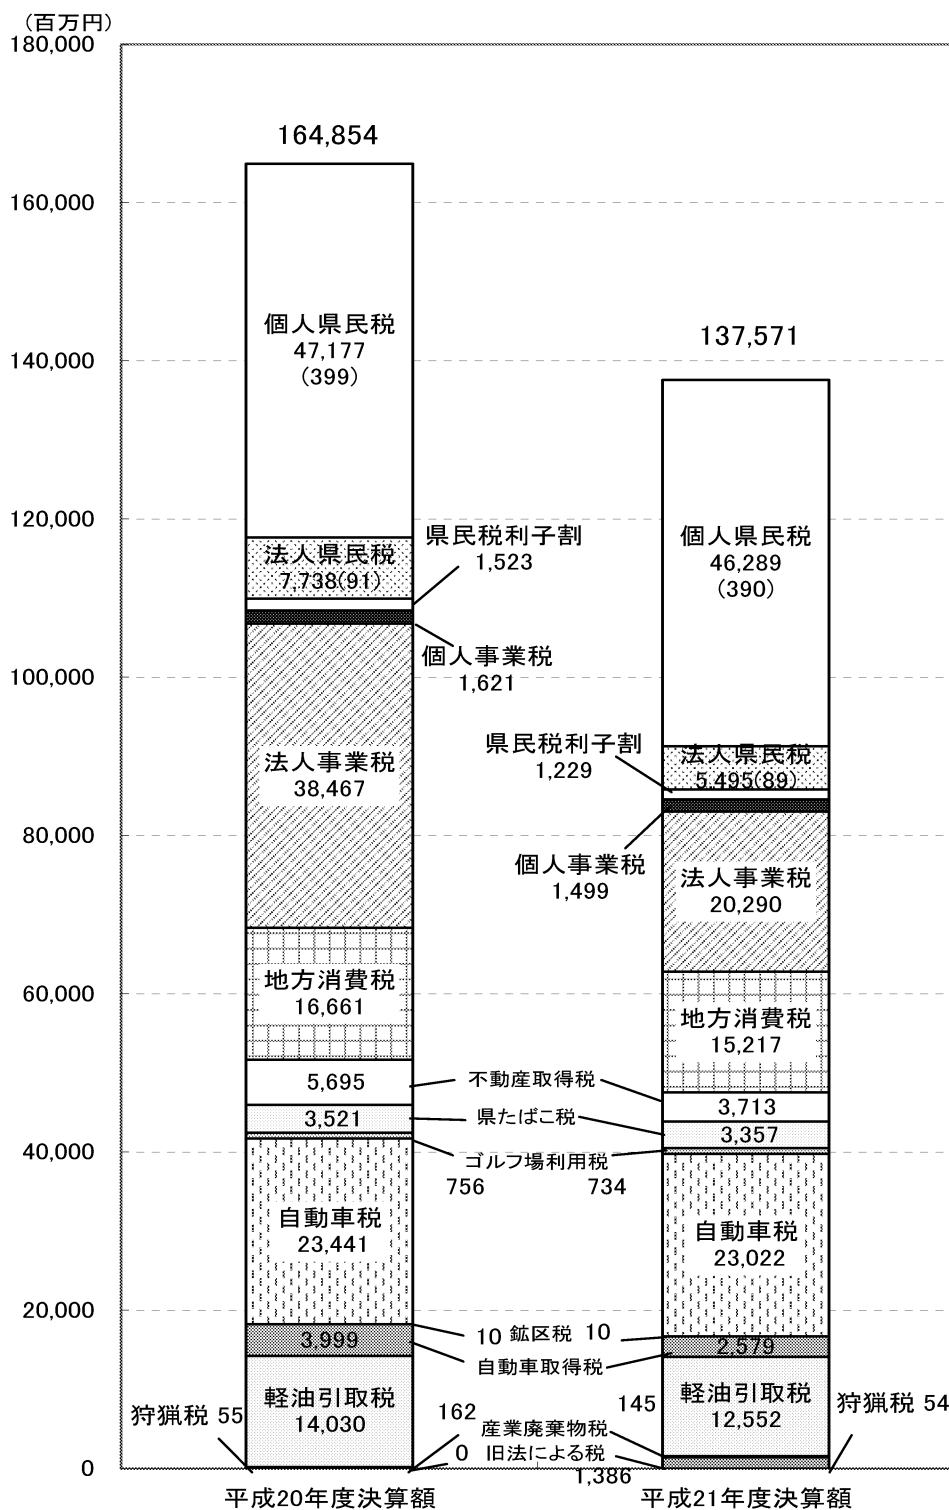 （百万円）
180,000
160,000
140,000
120,000
100,000
80,000
60,000
40,000
20,000
0
164,854
個人県民税
47,177
(399)
法人県民税
7,738(91)
県民税利子割
1,523
個人事業税
1,621
法人事業税
38,467
地方消費税
16,661
5,695
3,521
756
自動車税
23,441
10
3,999
軽油引取税
14,030
狩猟税 55
162
0
不動産取得税
県たばこ税
ゴルフ場利用税
鉱区税
自動車取得税
産業廃棄物税
旧法による税
137,571
個人県民税
46,289
(390)
法人県民税
5,495(89)
県民税利子割
1,229
個人事業税
1,499
法人事業税
20,290
地方消費税
15,217
3,713
3,357
734
自動車税
23,022
10
2,579
軽油引取税
12,552
145
狩猟税 54
1,386
平成20年度決算額
平成21年度決算額